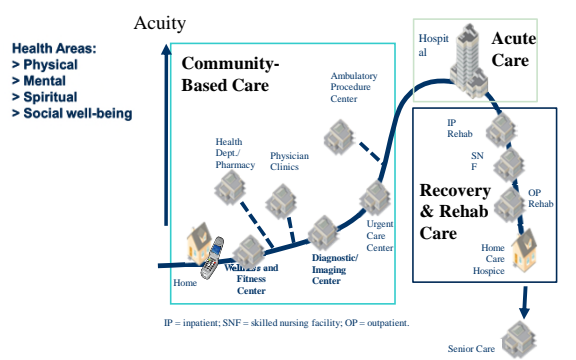 Acuity
Health Areas:
> Physical
> Mental
> Spiritual
> Social well-being
Community-
Based Care
Ambulatory
Procedure
Center
Health
Dept./
Pharmacy
Physician
Clinics
Home
Wellness and
Fitness
Center
Diagnostic/
Imaging
Center
Urgent
Care
Center
Hospit
al
Acute
Care
IP
Rehab
SN
F
OP
Rehab
Recovery
& Rehab
Care
Home
Care
Hospice
Senior Care
IP = inpatient; SNF = skilled nursing facility; OP = outpatient.